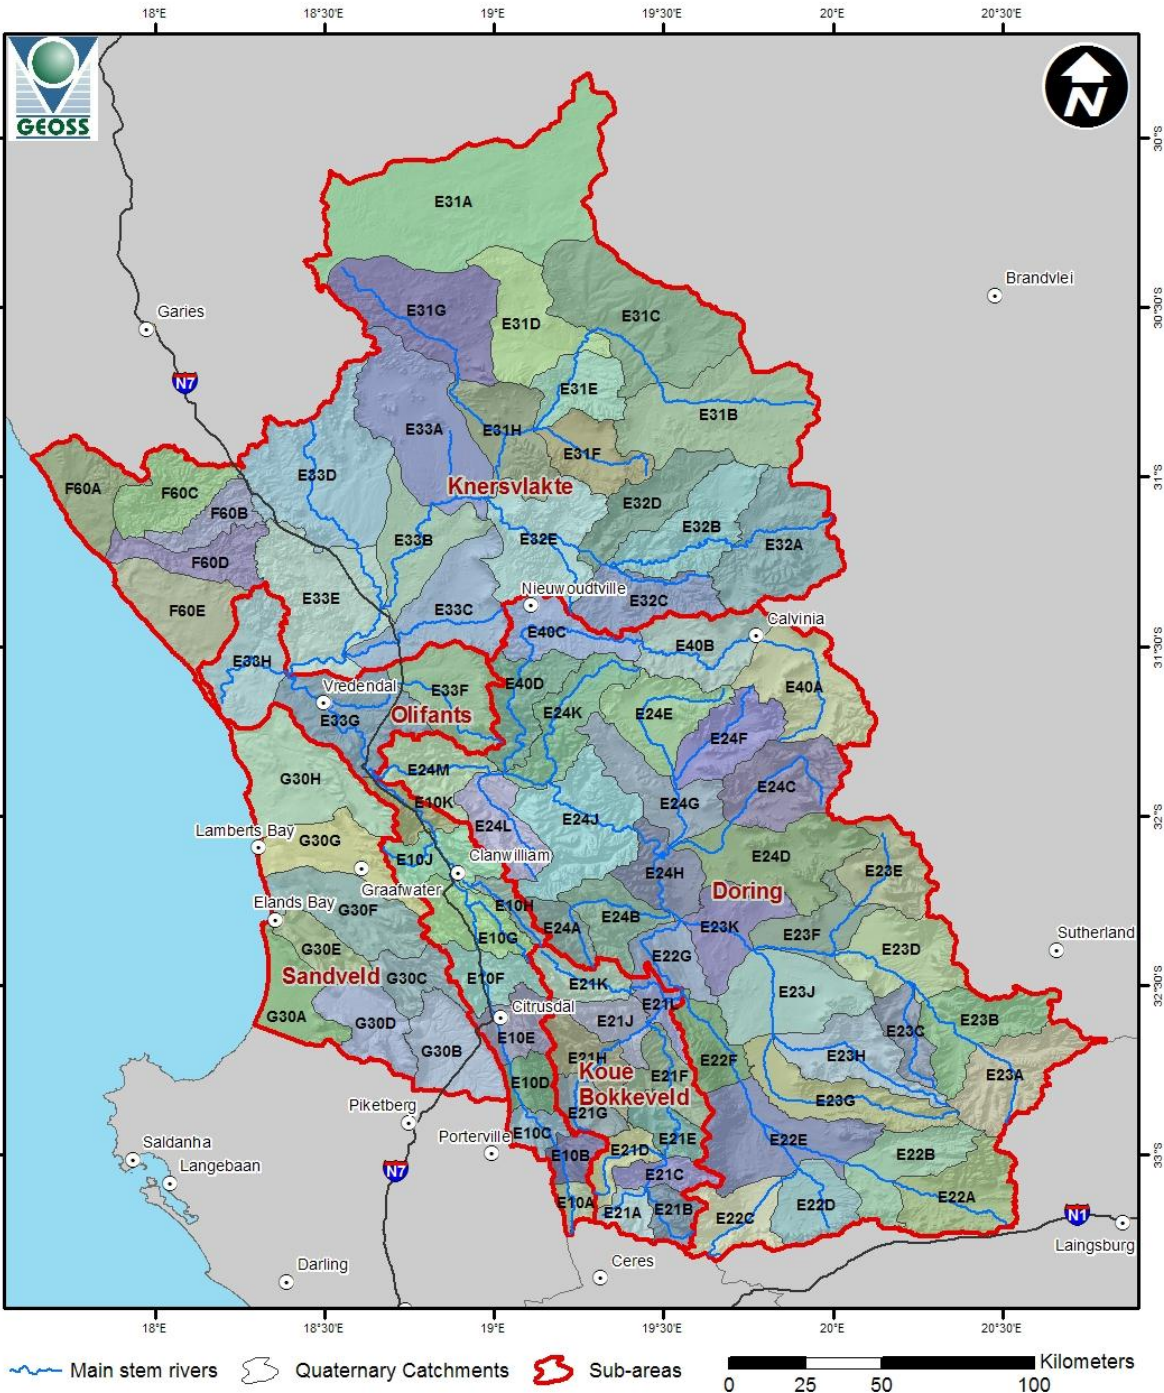 18°E 18°30'E 19°E 19°30'E 20°E 20°30'E
GEOSS
N
30°S
E31A
Brandvlei
30°30'S
Garies
E31G
E31D
E31C
N7
E31E
E31B
E33A
E31H
E31F
31°S
F60A
F60C
E33D
Knersvlakte
F60B
E32D
E32B
E32A
E33B
E32E
F60D
Nieuwoudtville
E33E
E32C
F60E
E33C
Calvinia
E40C
E40B
31°30'S
E33H
Vredendal
E33F
E40D
E40A
E33G
Olifants
E24K
E24E
E24F
G30H
E24M
E24C
E10K
E24G
E24L
E24J
32°S
Lamberts Bay
G30G
E10J
Clanwilliam
E24D
E24H
E23E
Graafwater
Doring
Elands Bay
G30F
E10H
E24A
E24B
E23K
E23F
Sutherland
G30E
E10G
E22G
E23D
Sandveld
G30C
E10F
E21K
E23J
32°30'S
G30A
G30D
Citrusdal
E21L
E21J
E23C
E23B
G30B
E10E
E21H
E22F
E23H
Koue
E10D
E21F
E23A
Bokkeveld
E21G
E23G
Piketberg
E10C
Porterville
E21E
E22E
Saldanha
E10B
E21D
E22B
33°S
Langebaan
N7
E21C
E10A
E21A
E21B
E22C
E22D
E22A
N1
Laingsburg
Darling
Ceres
18°E 18°30'E 19°E 19°30'E 20°E 20°30'E
Main stem rivers Quaternary Catchments Sub-areas Kilometers
0 25 50 100